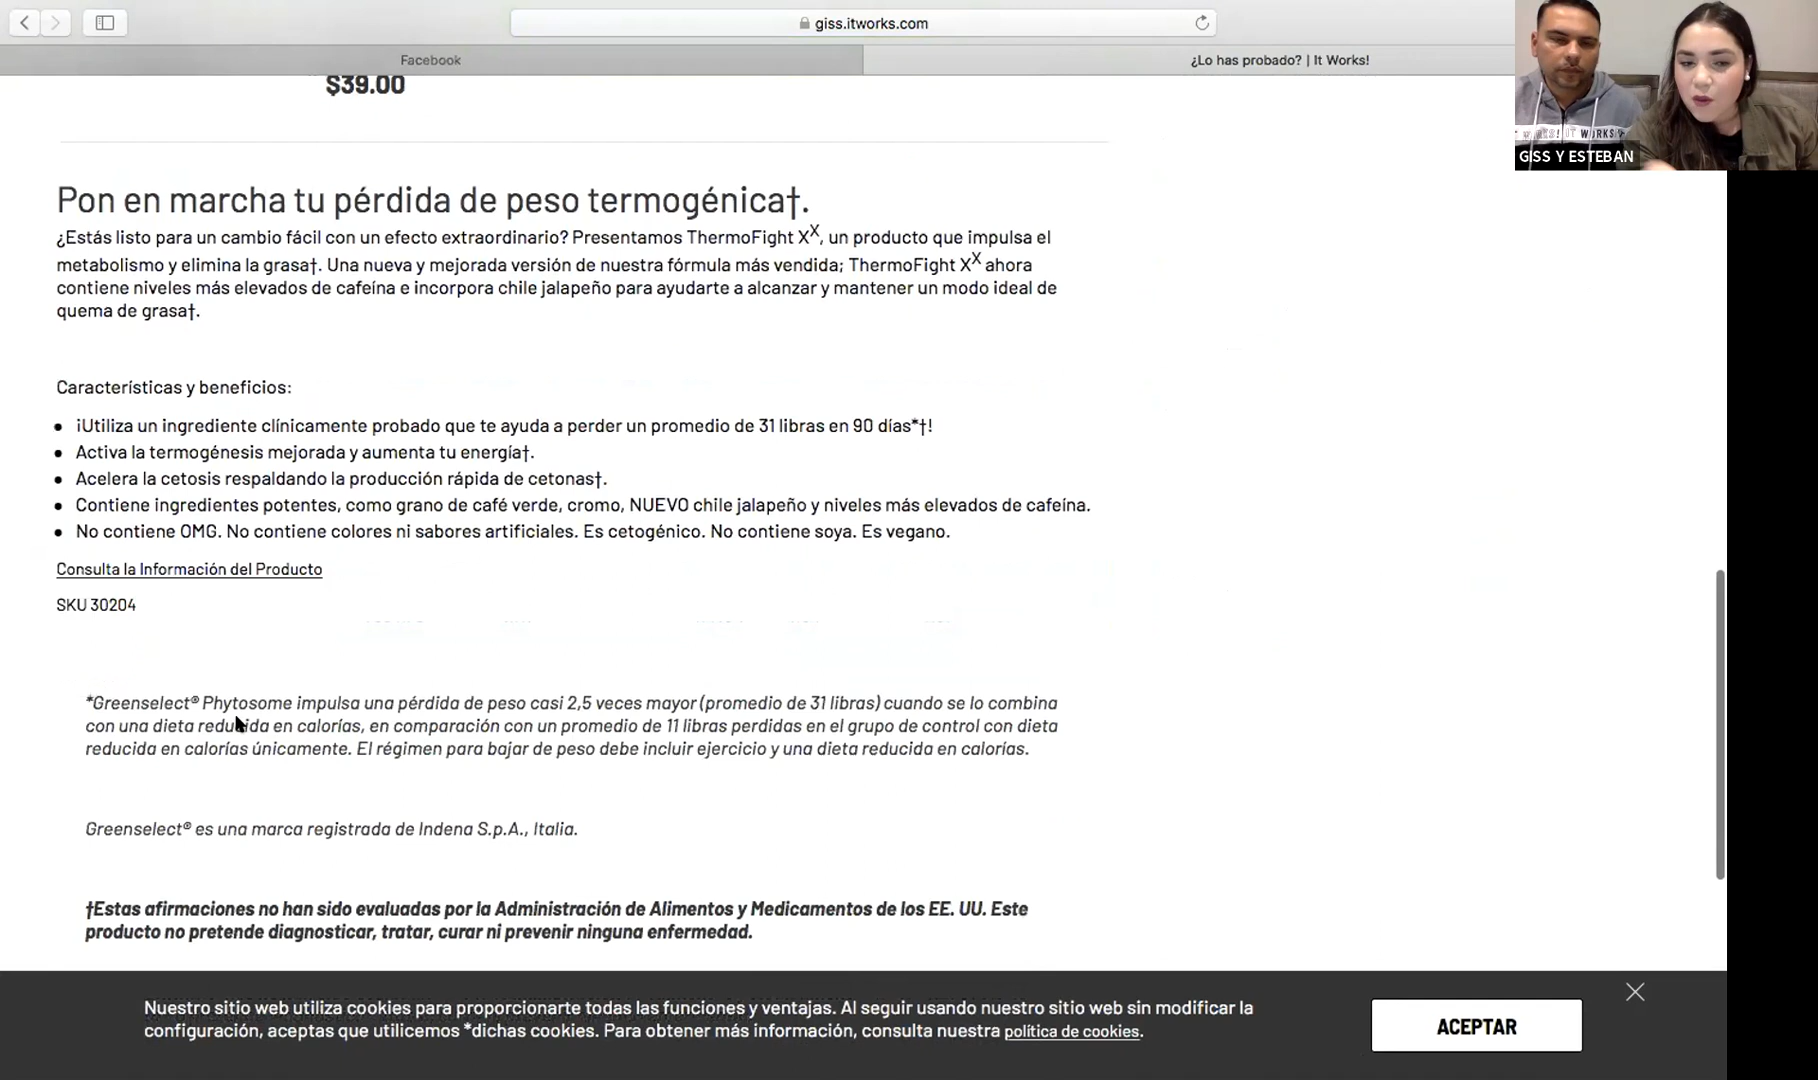 giss.itworks.com
Facebook
¿Lo has probado? | It Works!
GISS Y ESTEBAN
$39.00
Pon en marcha tu pérdida de peso termogénica†.
¿Estás listo para un cambio fácil con un efecto extraordinario? Presentamos ThermoFight Xˣ, un producto que impulsa el
metabolismo y elimina la grasa†. Una nueva y mejorada versión de nuestra fórmula más vendida; ThermoFight Xˣ ahora
contiene niveles más elevados de cafeína e incorpora chile jalapeño para ayudarte a alcanzar y mantener un modo ideal de
quema de grasa†.
Características y beneficios:
• ¡Utiliza un ingrediente clínicamente probado que te ayuda a perder un promedio de 31 libras en 90 días*†!
• Activa la termogénesis mejorada y aumenta tu energía†.
• Acelera la cetosis respaldando la producción rápida de cetonas†.
• Contiene ingredientes potentes, como grano de café verde, cromo, NUEVO chile jalapeño y niveles más elevados de cafeína.
• No contiene OMG. No contiene colores ni sabores artificiales. Es cetogénico. No contiene soya. Es vegano.
Consulta la Información del Producto
SKU 30204
*Greenselect® Phytosome impulsa una pérdida de peso casi 2,5 veces mayor (promedio de 31 libras) cuando se lo combina
con una dieta reducida en calorías, en comparación con un promedio de 11 libras perdidas en el grupo de control con dieta
reducida en calorías únicamente. El régimen para bajar de peso debe incluir ejercicio y una dieta reducida en calorías.
Greenselect® es una marca registrada de Indena S.p.A., Italia.
†Estas afirmaciones no han sido evaluadas por la Administración de Alimentos y Medicamentos de los EE. UU. Este
producto no pretende diagnosticar, tratar, curar ni prevenir ninguna enfermedad.
Nuestro sitio web utiliza cookies para proporcionarte todas las funciones y ventajas. Al seguir usando nuestro sitio web sin modificar la
configuración, aceptas que utilicemos *dichas cookies. Para obtener más información, consulta nuestra política de cookies.
ACEPTAR